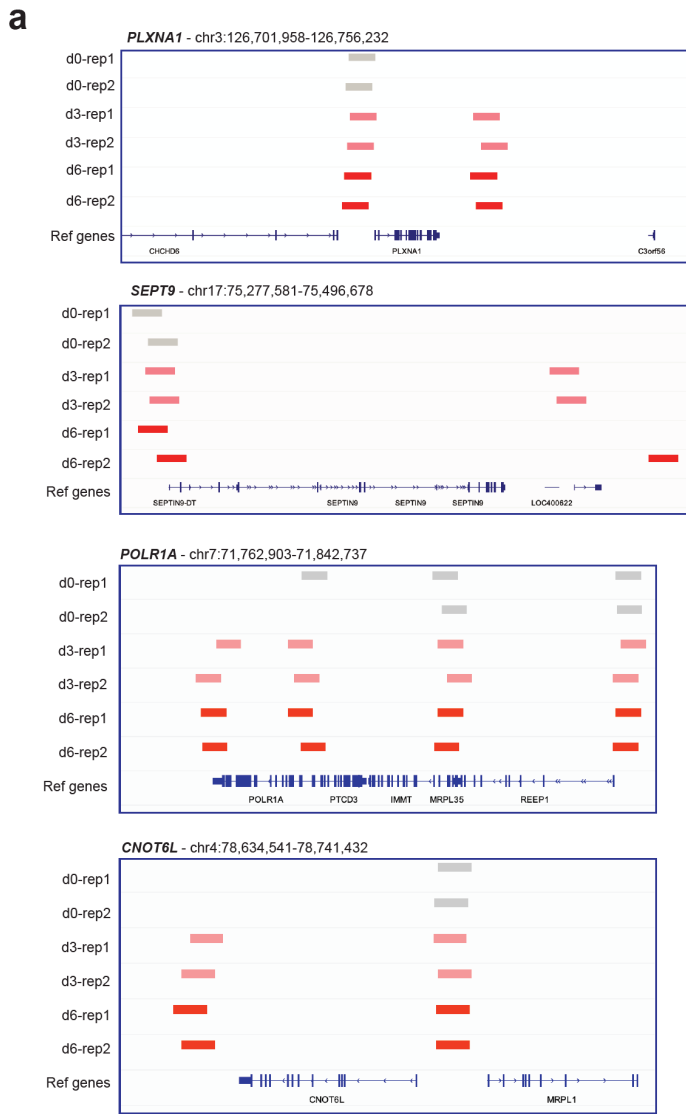 a
PLXNA1 - chr3:126,701,958-126,756,232
d0-rep1
d0-rep2
d3-rep1
d3-rep2
d6-rep1
d6-rep2
Ref genes
CHCHD6 PLXNA1 C3orf56
SEPT9 - chr17:75,277,581-75,496,678
d0-rep1
d0-rep2
d3-rep1
d3-rep2
d6-rep1
d6-rep2
Ref genes
SEPTIN9-DT SEPTIN9 SEPTIN9 SEPTIN9 LOC400622
POLR1A - chr7:71,762,903-71,842,737
d0-rep1
d0-rep2
d3-rep1
d3-rep2
d6-rep1
d6-rep2
Ref genes
POLR1A PTCD3 IMMT MRPL35 REEP1
CNOT6L - chr4:78,634,541-78,741,432
d0-rep1
d0-rep2
d3-rep1
d3-rep2
d6-rep1
d6-rep2
Ref genes
CNOT6L MRPL1